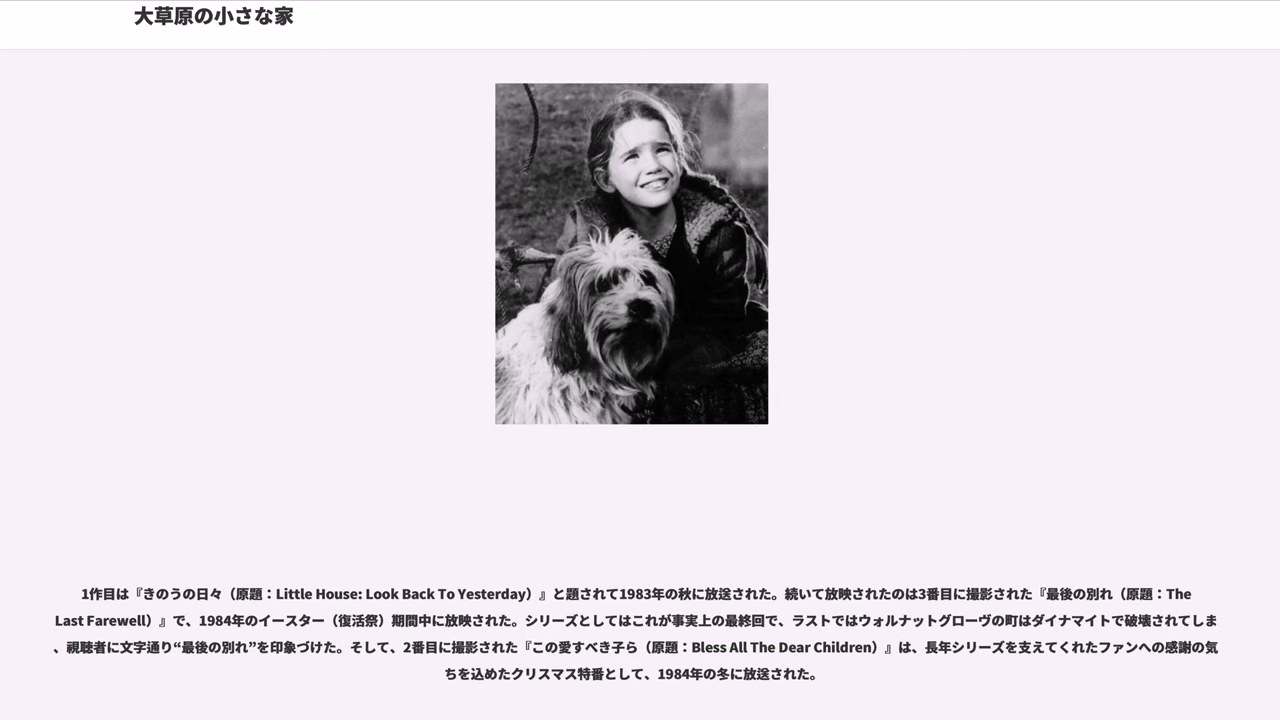 大草原の小さな家
1作目は『きのうの日々（原題：Little House: Look Back To Yesterday）』と題されて1983年の秋に放送された。続いて放映されたのは3番目に撮影された『最後の別れ（原題：The
Last Farewell）』で、1984年のイースター（復活祭）期間中に放映された。シリーズとしてはこれが事実上の最終回で、ラストではウォルナットグローヴの町はダイナマイトで破壊されてしま
、視聴者に文字通り“最後の別れ”を印象づけた。そして、2番目に撮影された『この愛すべき子ら（原題：Bless All The Dear Children）』は、長年シリーズを支えてくれたファンへの感謝の気
ちを込めたクリスマス特番として、1984年の冬に放送された。